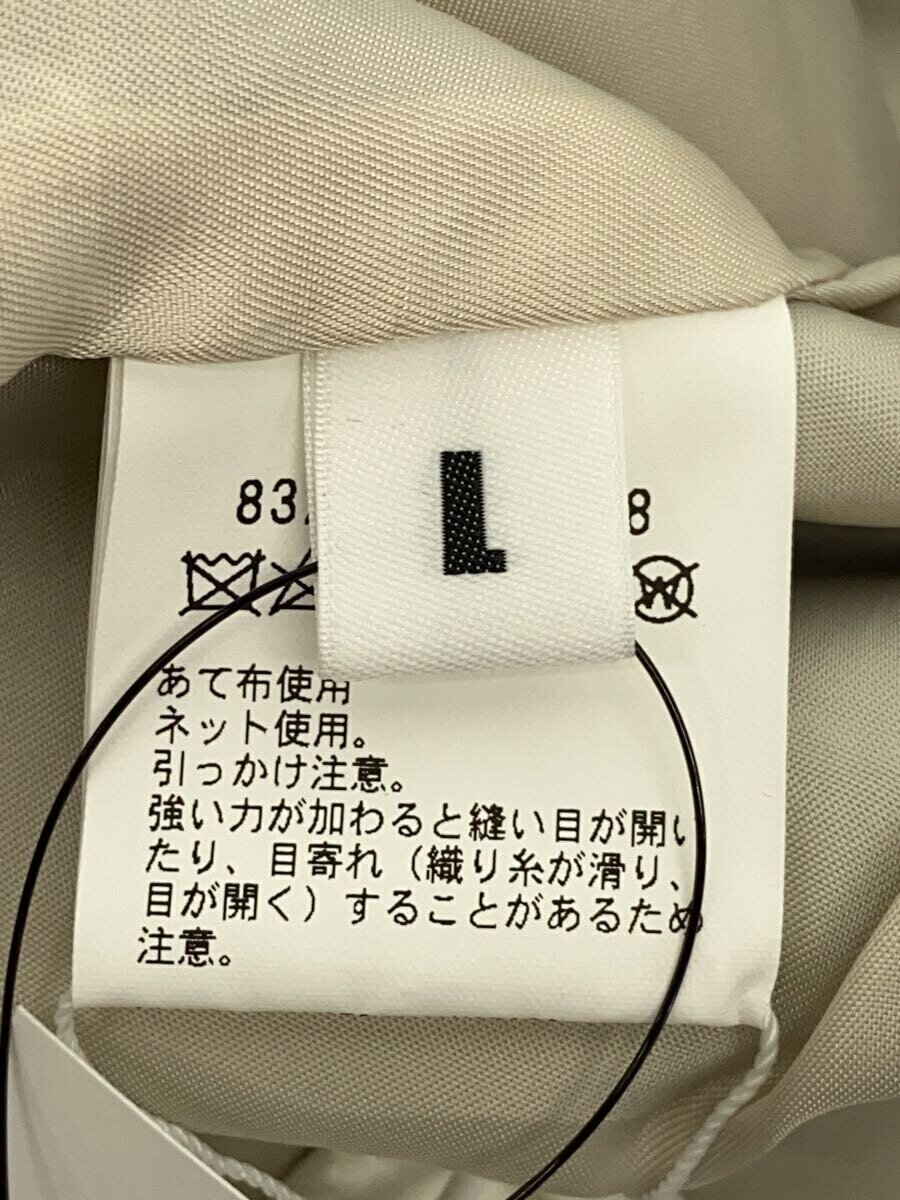 L
83
8
あて布使用
ネット使用。
引っかけ注意。
強い力が加わると縫い目が開い
たり、目寄れ（織り糸が滑り、
目が開く）することがあるため
注意。